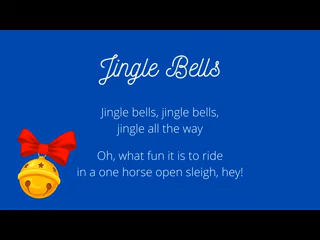 Jingle Bells
Jingle bells, jingle bells,
jingle all the way
Oh, what fun it is to ride
in a one horse open sleigh, hey!